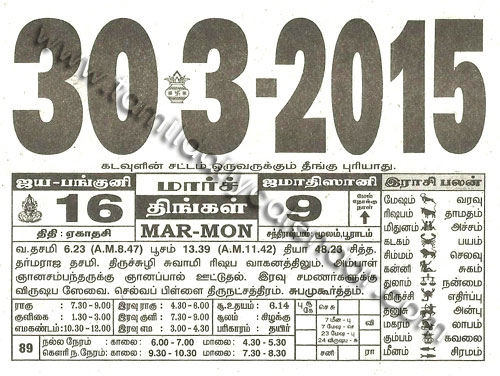 30-3-2015
www.tamildailycalendar.com
கடவுளின் சட்டம் ஒருவருக்கும் தீங்கு புரியாது.
ஜய-பங்குனி
16
திதி : ஏகாதசி
மார்ச்
திங்கள்
MAR-MON
ஜமாதிஸானி
9
மேல் நோக்கு நாள்
சந்திராஷ்டமம்: மூலம், பூராடம்
வ.தசமி 6.23 (A.M.8.47) பூசம் 13.39 (A.M.11.42) தியா 48.28 சித்த.
தர்மராஜ தசமி. திருச்சுழி சுவாமி ரிஷப வாகனத்திலும். அம்பாள்
ஞானசம்பந்தருக்கு ஞானப்பால் ஊட்டுதல். இரவு சமணர்களுக்கு
விருஷப ஸேவை. செல்வப் பிள்ளை திருநட்சத்திரம். சுபமுகூர்த்தம்.
ராகு : 7.30 - 9.00 இரவு ராகு : 4.30 - 6.00 சூ.உதயம் : 6.14
குளிகை : 1.30 - 3.00 இரவு குளி : 7.30 - 9.00 சூலம் : கிழக்கு
எமகண்டம் : 10.30-12.00 இரவு எம : 3.00 - 4.30 பரிகாரம் : தயிர்
89 நல்ல நேரம் : காலை : 6.00 - 7.00 மாலை : 4.30 - 5.30
கௌரி ந.நேரம் : காலை : 9.30 - 10.30 மாலை : 7.30 - 8.30
இராசி பலன்
மேஷம் வரவு
ரிஷபம் தாமதம்
மிதுனம் அச்சம்
கடகம் பயம்
சிம்மம் செலவு
கன்னி சுகம்
துலாம் நன்மை
விருச்சி எதிர்ப்பு
தனுசு அன்பு
மகரம் லாபம்
கும்பம் கவலை
மீனம் சிரமம்